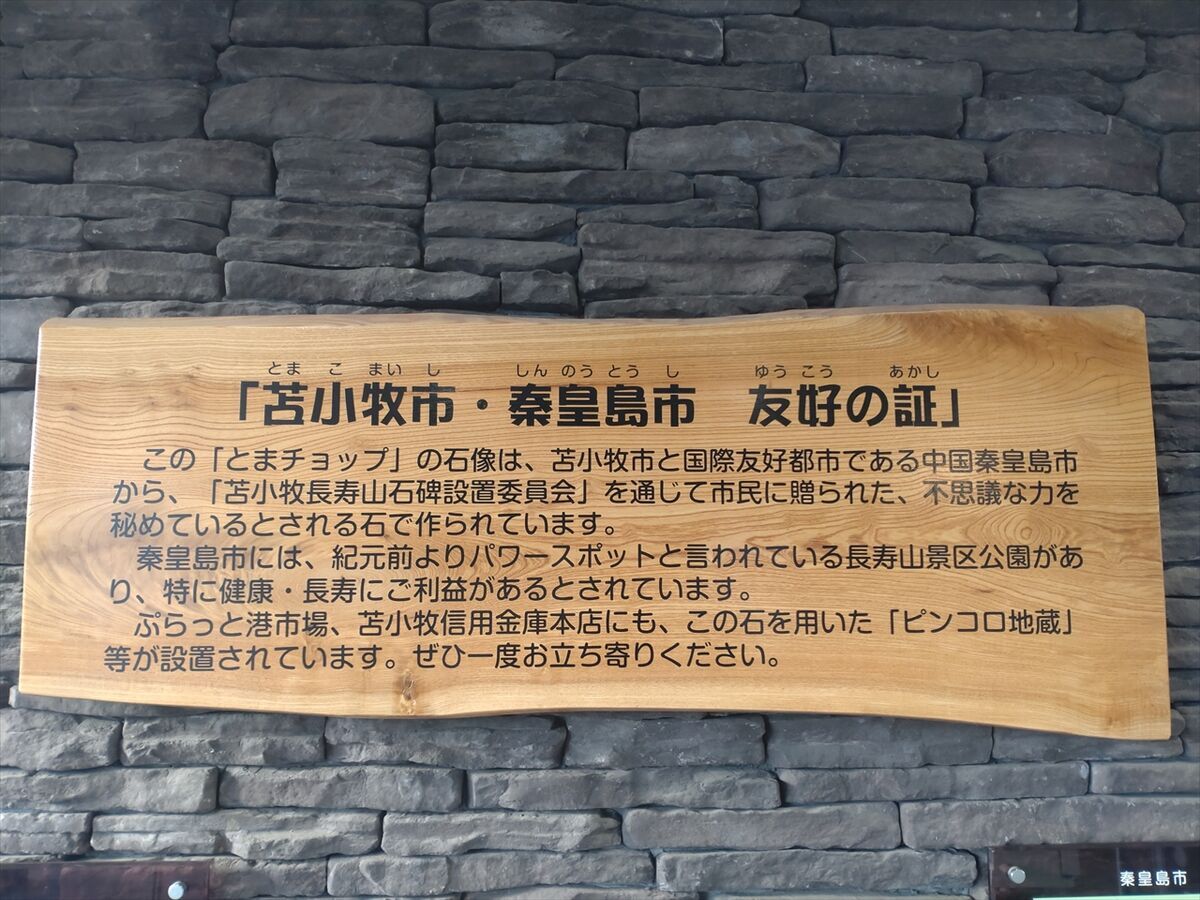 とま こ まい し しん のう とう し ゆう こう あかし
「苫小牧市・秦皇島市　友好の証」
この「とまチョップ」の石像は、苫小牧市と国際友好都市である中国秦皇島市
から、「苫小牧長寿山石碑設置委員会」を通じて市民に贈られた、不思議な力を
秘めているとされる石で作られています。
秦皇島市には、紀元前よりパワースポットと言われている長寿山景区公園があ
り、特に健康・長寿にご利益があるとされています。
ぷらっと港市場、苫小牧信用金庫本店にも、この石を用いた「ピンコロ地蔵」
等が設置されています。ぜひ一度お立ち寄りください。
秦皇島市